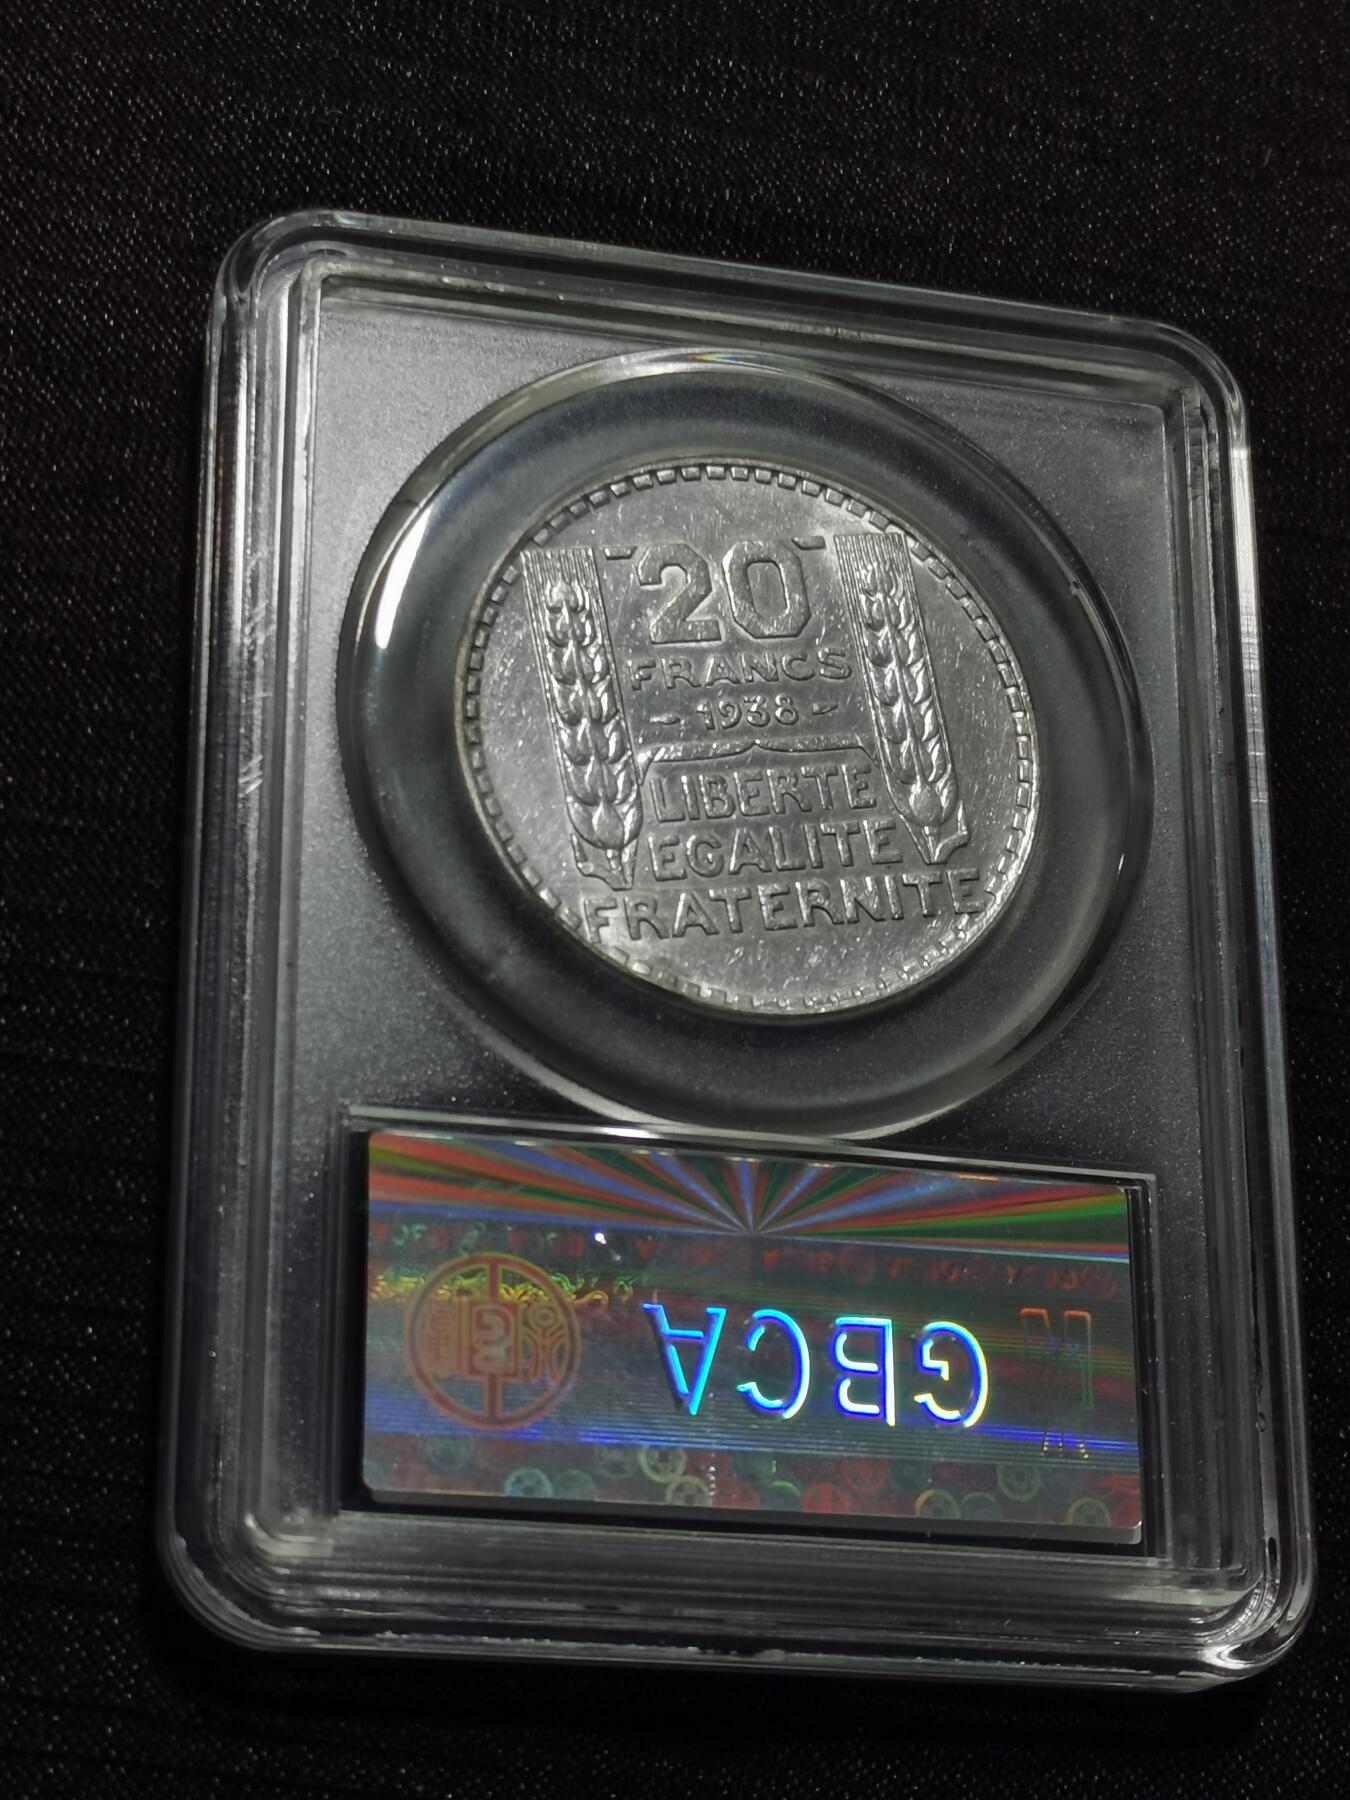 20
FRANCS
- 1938 -
LIBERTE
EGALITE
FRATERNITE
GBCA